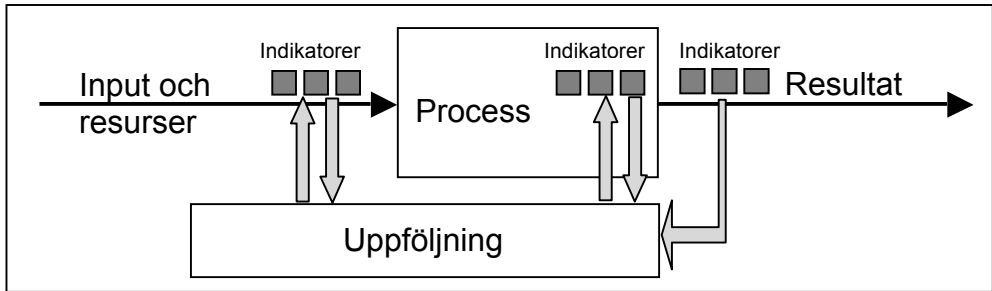 Indikatorer
Input och
resurser
Process
Indikatorer
Indikatorer
Resultat
Uppföljning